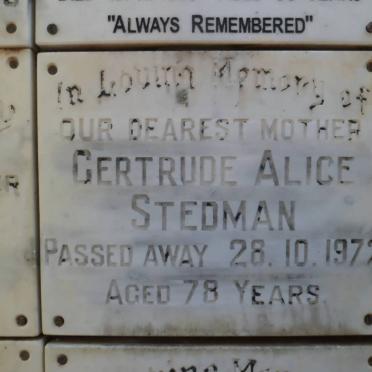 "ALWAYS REMEMBERED"
In Loving Memory of
OUR DEAREST MOTHER
GERTRUDE ALICE
STEDMAN
PASSED AWAY 28.10.1972
AGED 78 YEARS